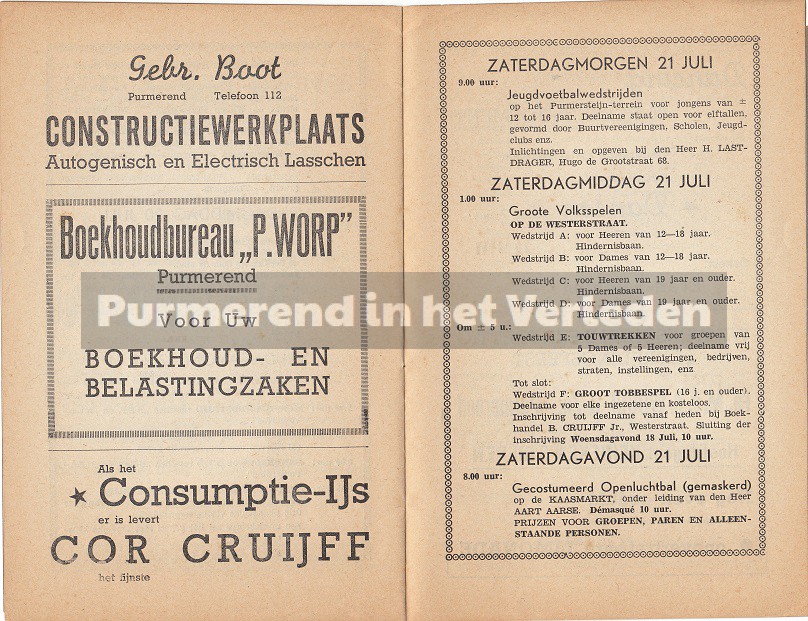 Gebr. Boot
Purmerend Telefoon 112
CONSTRUCTIEWERKPLAATS
Autogenisch en Electrisch Lasschen
Boekhoudbureau „P. WORP”
Purmerend
Voor Uw
BOEKHOUD- EN
BELASTINGZAKEN
Als het
★ Consumptie-IJs
er is levert
COR CRUIJFF
het fijnste
ZATERDAGMORGEN 21 JULI
9.00 uur:
Jeugdvoetbalwedstrijden
op het Purmersteijn-terrein voor jongens van ±
12 tot 16 jaar. Deelname staat open voor elftallen,
gevormd door Buurtvereenigingen, Scholen, Jeugd-
clubs enz.
Inlichtingen en opgeven bij den Heer H. LAST-
DRAGER, Hugo de Grootstraat 68.
ZATERDAGMIDDAG 21 JULI
1.00 uur:
Groote Volksspelen
OP DE WESTERSTRAAT.
Wedstrijd A: voor Heeren van 12—18 jaar.
Hindernisbaan.
Wedstrijd B: voor Dames van 12—18 jaar.
Hindernisbaan.
Wedstrijd C: voor Heeren van 19 jaar en ouder.
Hindernisbaan.
Wedstrijd D: voor Dames van 19 jaar en ouder.
Hindernisbaan.
Om ± 5 u.:
Wedstrijd E: TOUWTREKKEN voor groepen van
5 Dames of 5 Heeren; deelname vrij
voor alle vereenigingen, bedrijven,
straten, instellingen, enz
Tot slot:
Wedstrijd F: GROOT TOBBESPEL (16 j. en ouder).
Deelname voor elke ingezetene en kosteloos.
Inschrijving tot deelname vanaf heden bij Boek-
handel B. CRUIJFF Jr., Westerstraat. Sluiting der
inschrijving Woensdagavond 18 Juli, 10 uur.
ZATERDAGAVOND 21 JULI
8.00 uur:
Gecostumeerd Openluchtbal (gemaskerd)
op de KAASMARKT, onder leiding van den Heer
AART AARSE. Démasqué 10 uur.
PRIJZEN VOOR GROEPEN, PAREN EN ALLEEN-
STAANDE PERSONEN.
Purmerend in het verleden